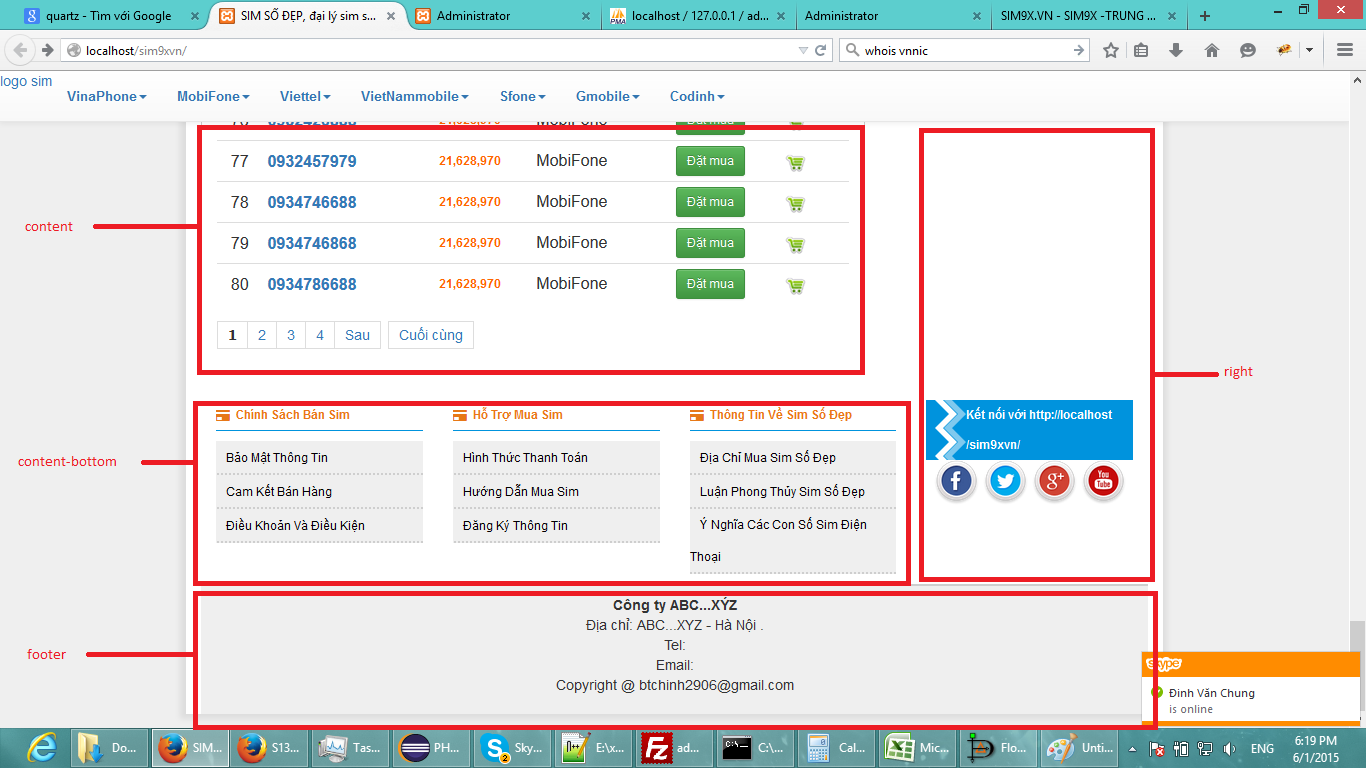 quartz - Tìm với Google
SIM SỐ ĐẸP, đại lý sim s...
Administrator
localhost / 127.0.0.1 / ad...
Administrator
SIM9X.VN - SIM9X -TRUNG ...
localhost/sim9xvn/
whois vnnic
logo sim
VinaPhone
MobiFone
Viettel
VietNammobile
Sfone
Gmobile
Codinh
77 0932457979 21,628,970 MobiFone Đặt mua
78 0934746688 21,628,970 MobiFone Đặt mua
79 0934746868 21,628,970 MobiFone Đặt mua
80 0934786688 21,628,970 MobiFone Đặt mua
1 2 3 4 Sau Cuối cùng
content
right
content-bottom
footer
Chính Sách Bán Sim
Bảo Mật Thông Tin
Cam Kết Bán Hàng
Điều Khoản Và Điều Kiện
Hỗ Trợ Mua Sim
Hình Thức Thanh Toán
Hướng Dẫn Mua Sim
Đăng Ký Thông Tin
Thông Tin Về Sim Số Đẹp
Địa Chỉ Mua Sim Số Đẹp
Luận Phong Thủy Sim Số Đẹp
Ý Nghĩa Các Con Số Sim Điện
Thoại
Kết nối với http://localhost
/sim9xvn/
You
Tube
Công ty ABC...XÝZ
Địa chỉ: ABC...XYZ - Hà Nội .
Tel:
Email:
Copyright @ btchinh2906@gmail.com
skype
Đinh Văn Chung
is online
Do...
SIM...
S13...
Tas...
PH...
Sky...
E:\x...
ad...
C:\...
Cal...
Mic...
Flo...
Unti...
ENG
6:19 PM
6/1/2015